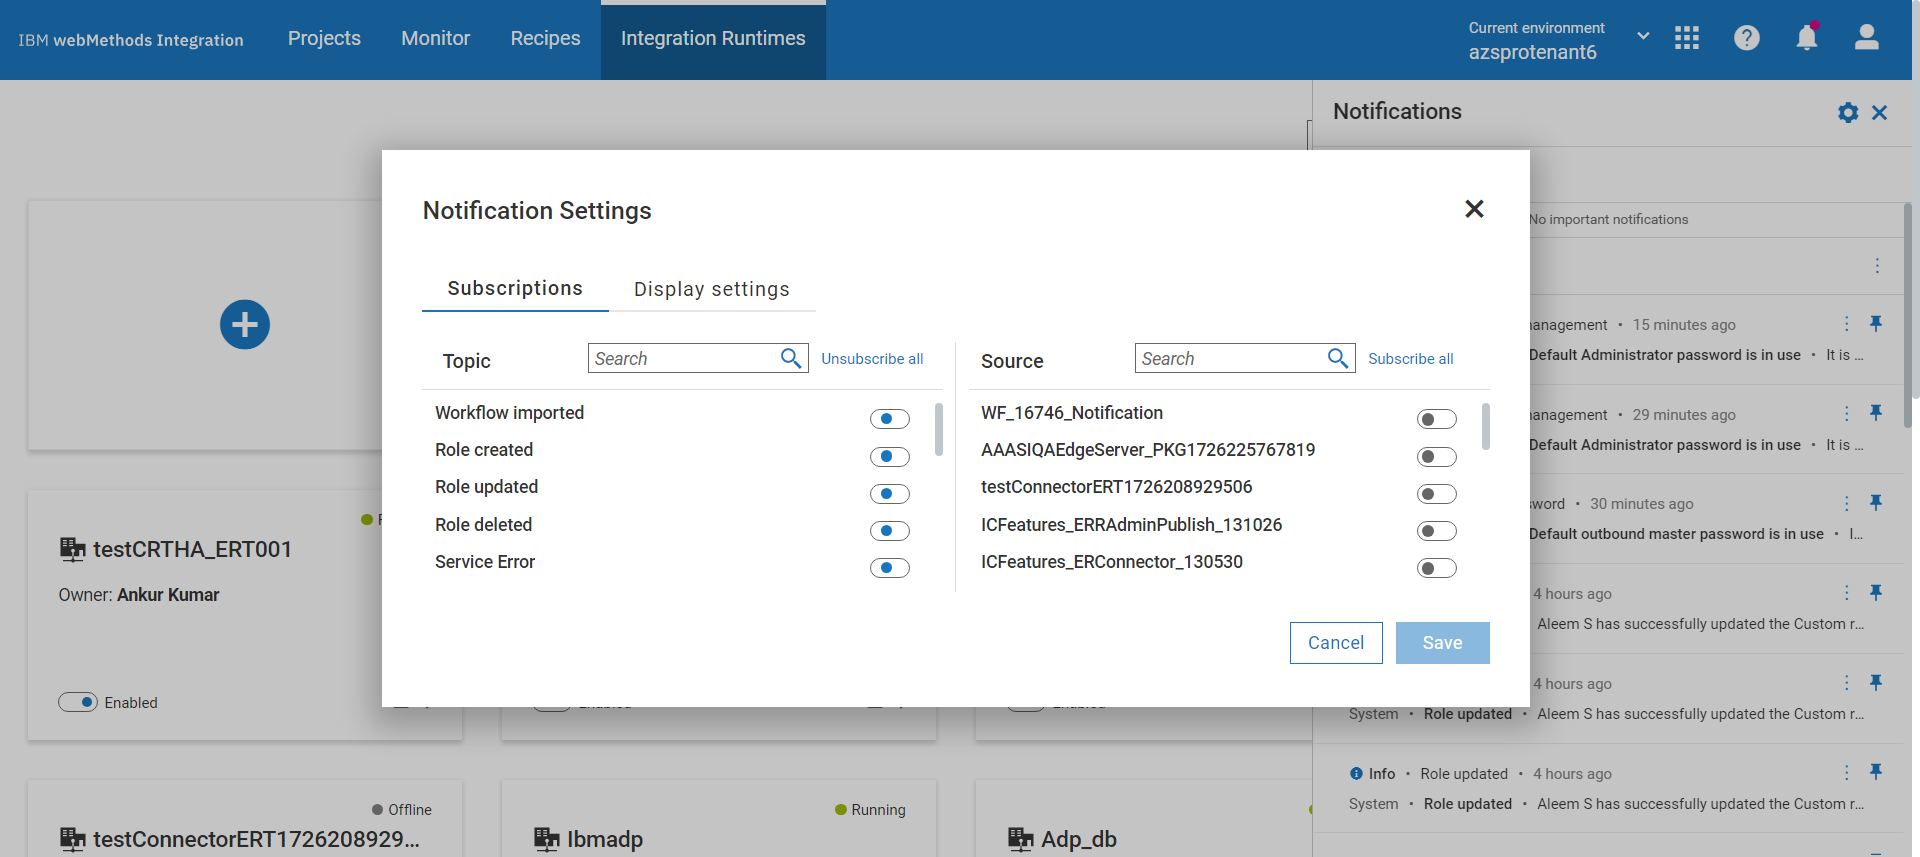 IBM webMethods Integration
Projects
Monitor
Recipes
Integration Runtimes
Current environment
azsprotenant6
Notifications
No important notifications
Notification Settings
Subscriptions
Display settings
Topic
Search
Unsubscribe all
Source
Search
Subscribe all
Workflow imported
Role created
Role updated
Role deleted
Service Error
WF_16746_Notification
AAASIQAEdgeServer_PKG1726225767819
testConnectorERT1726208929506
ICFeatures_ERRAdminPublish_131026
ICFeatures_ERConnector_130530
Cancel
Save
anagement • 15 minutes ago
Default Administrator password is in use • It is ...
anagement • 29 minutes ago
Default Administrator password is in use • It is ...
sword • 30 minutes ago
Default outbound master password is in use • I...
4 hours ago
Aleem S has successfully updated the Custom r...
4 hours ago
System • Role updated • Aleem S has successfully updated the Custom r...
Info • Role updated • 4 hours ago
System • Role updated • Aleem S has successfully updated the Custom r...
testCRTHA_ERT001
Owner: Ankur Kumar
Enabled
Offline
testConnectorERT1726208929...
Running
Ibmadp
Adp_db